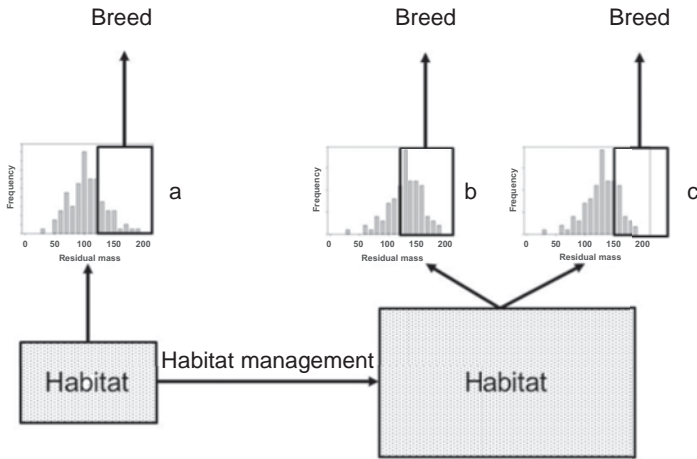 Breed
Breed
Breed
Frequency
a
0 50 100 150 200
Residual mass
Frequency
b
0 50 100 150 200
Residual mass
Frequency
c
0 50 100 150 200
Residual mass
Habitat
Habitat management
Habitat